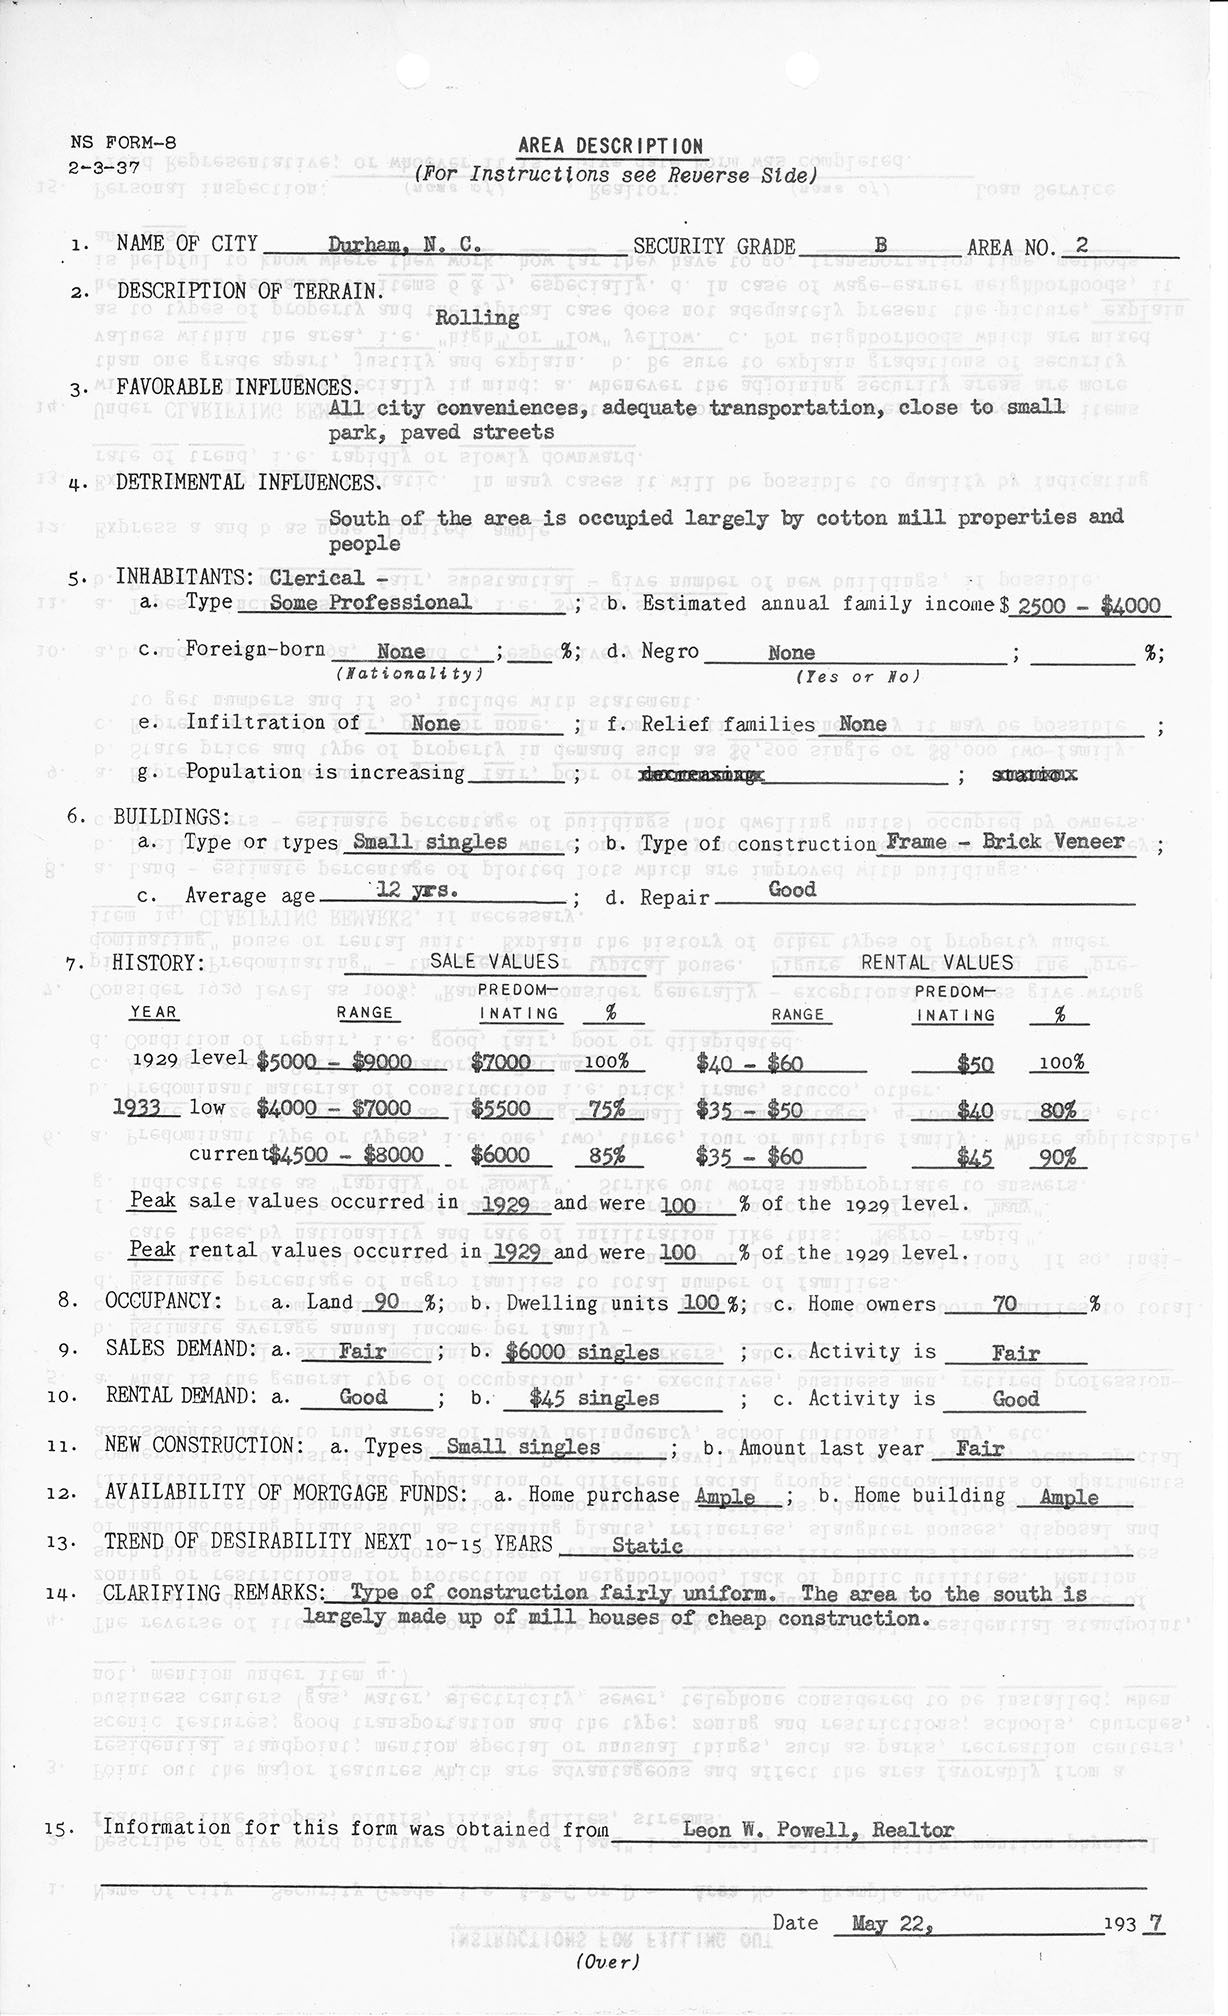 NS FORM-8
2-3-37
AREA DESCRIPTION
(For Instructions see Reverse Side)
1. NAME OF CITY Durham, N. C. SECURITY GRADE B AREA NO. 2
2. DESCRIPTION OF TERRAIN.
Rolling
3. FAVORABLE INFLUENCES.
All city conveniences, adequate transportation, close to small
park, paved streets
4. DETRIMENTAL INFLUENCES.
South of the area is occupied largely by cotton mill properties and
people
5. INHABITANTS: Clerical -
a. Type Some Professional ; b. Estimated annual family income $ 2500 - $4000
c. Foreign-born None ; %; d. Negro None ; %;
(Nationality) (Yes or No)
e. Infiltration of None ; f. Relief families None ;
g. Population is increasing ; decreasing ; static
6. BUILDINGS:
a. Type or types Small singles ; b. Type of construction Frame - Brick Veneer ;
c. Average age 12 yrs. ; d. Repair Good
7. HISTORY: SALE VALUES RENTAL VALUES
PREDOM- PREDOM-
YEAR RANGE INATING % RANGE INATING %
1929 level $5000 - $9000 $7000 100% $40 - $60 $50 100%
1933 low $4000 - $7000 $5500 75% $35 - $50 $40 80%
current $4500 - $8000 $6000 85% $35 - $60 $45 90%
Peak sale values occurred in 1929 and were 100 % of the 1929 level.
Peak rental values occurred in 1929 and were 100 % of the 1929 level.
8. OCCUPANCY: a. Land 90 %; b. Dwelling units 100 %; c. Home owners 70 %
9. SALES DEMAND: a. Fair ; b. $6000 singles ; c. Activity is Fair
10. RENTAL DEMAND: a. Good ; b. $45 singles ; c. Activity is Good
11. NEW CONSTRUCTION: a. Types Small singles ; b. Amount last year Fair
12. AVAILABILITY OF MORTGAGE FUNDS: a. Home purchase Ample ; b. Home building Ample
13. TREND OF DESIRABILITY NEXT 10-15 YEARS Static
14. CLARIFYING REMARKS: Type of construction fairly uniform. The area to the south is
largely made up of mill houses of cheap construction.
15. Information for this form was obtained from Leon W. Powell, Realtor
Date May 22, 193 7
(Over)